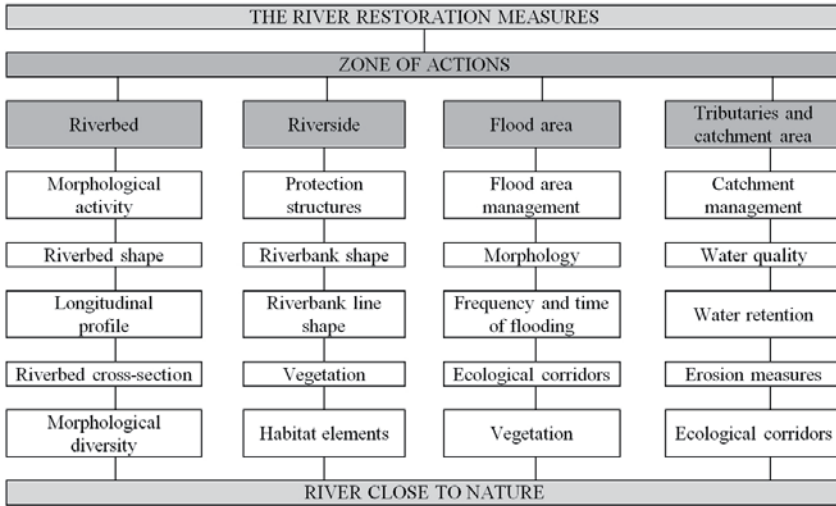 THE RIVER RESTORATION MEASURES
ZONE OF ACTIONS
Riverbed
Riverside
Flood area
Tributaries and
catchment area
Morphological
activity
Protection
structures
Flood area
management
Catchment
management
Riverbed shape
Riverbank shape
Morphology
Water quality
Longitudinal
profile
Riverbank line
shape
Frequency and time
of flooding
Water retention
Riverbed cross-section
Vegetation
Ecological corridors
Erosion measures
Morphological
diversity
Habitat elements
Vegetation
Ecological corridors
RIVER CLOSE TO NATURE